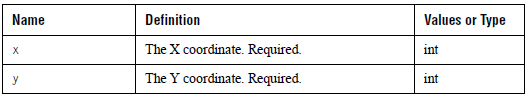 Name Definition Values or Type
x The X coordinate. Required. int
y The Y coordinate. Required. int